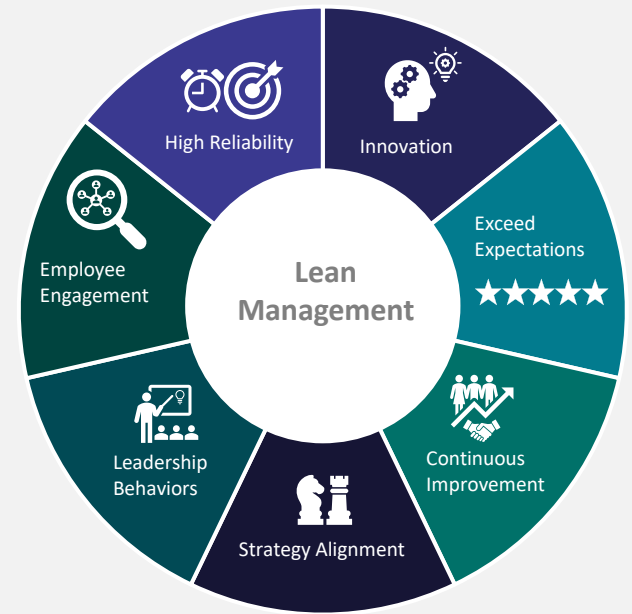 High Reliability
Innovation
Exceed
Expectations
Employee
Engagement
Lean
Management
Leadership
Behaviors
Continuous
Improvement
Strategy Alignment